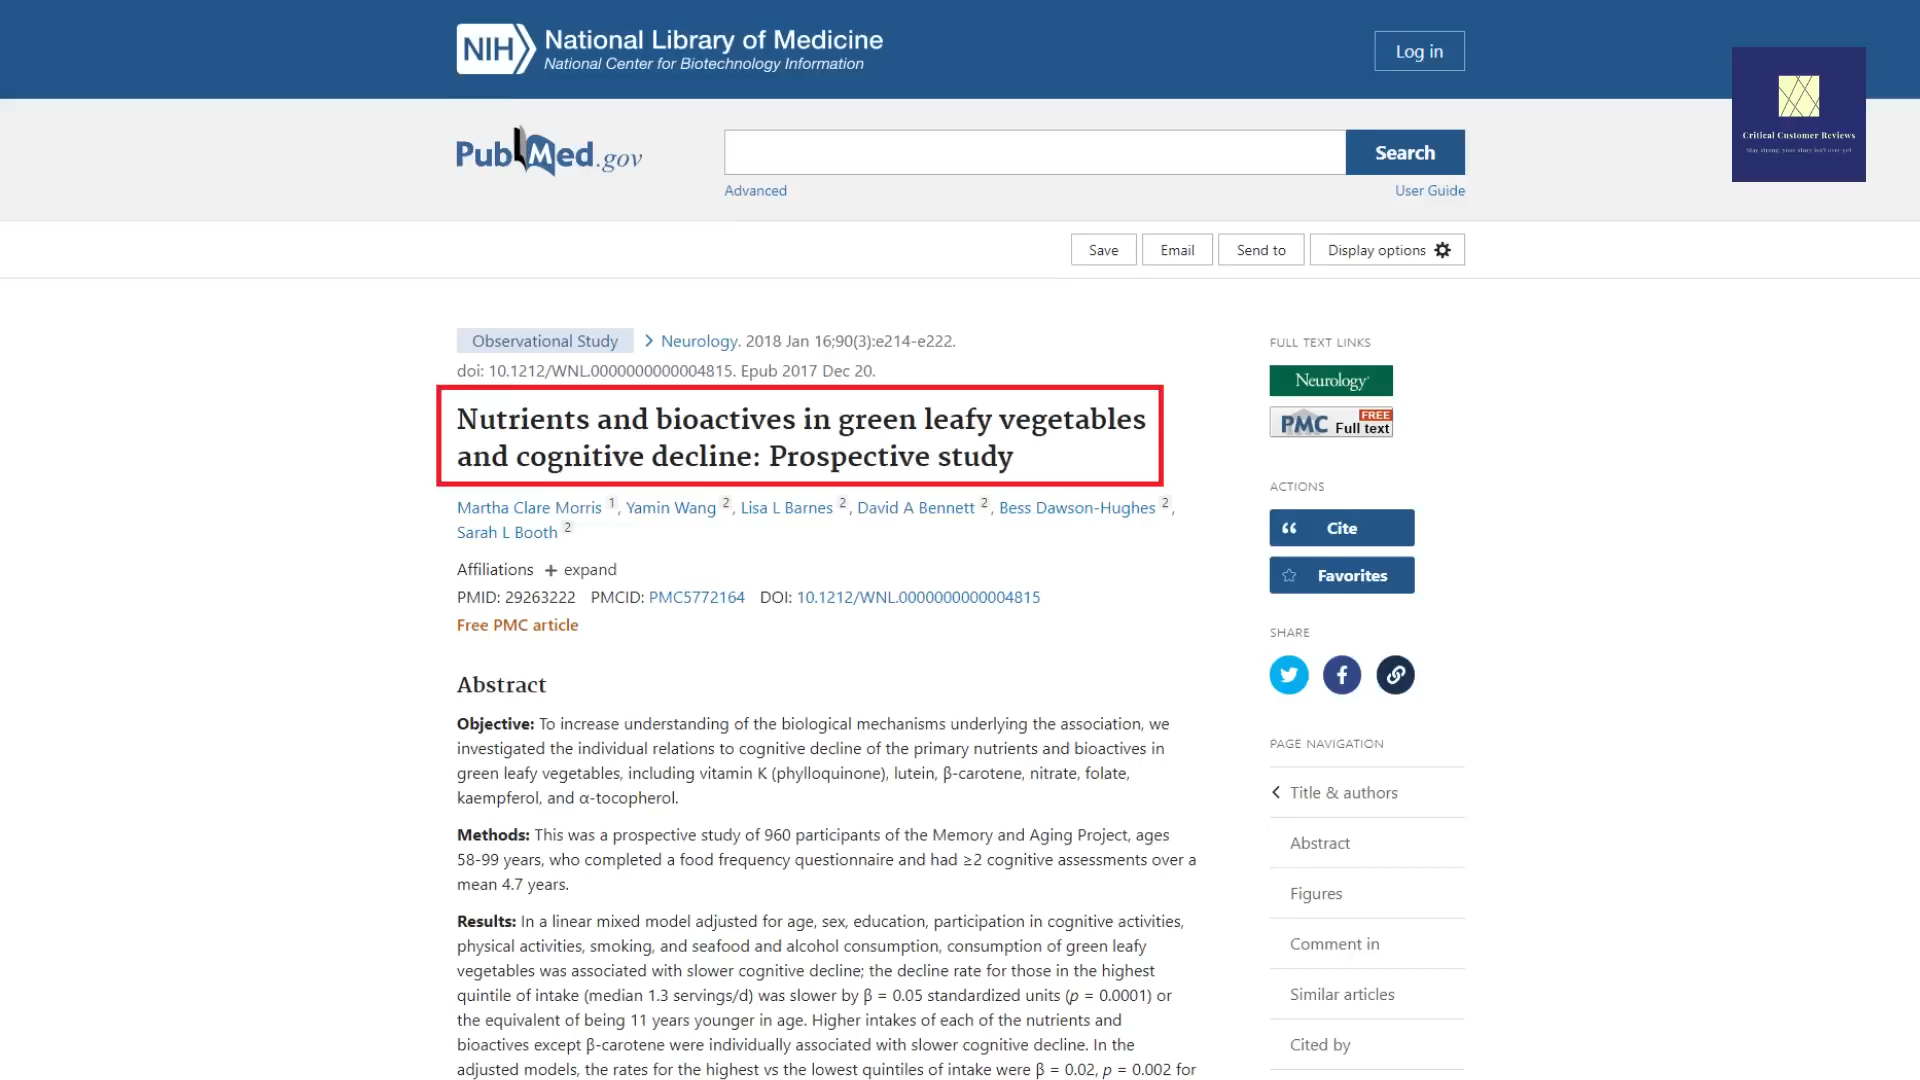 NIH National Library of Medicine
National Center for Biotechnology Information
Log in
Critical Customer Reviews
Stay strong, your story isn't over yet
PubMed.gov
Search
Advanced
User Guide
Save
Email
Send to
Display options
Observational Study
Neurology. 2018 Jan 16;90(3):e214-e222.
doi: 10.1212/WNL.0000000000004815. Epub 2017 Dec 20.
Nutrients and bioactives in green leafy vegetables
and cognitive decline: Prospective study
Martha Clare Morris 1, Yamin Wang 2, Lisa L Barnes 2, David A Bennett 2, Bess Dawson-Hughes 2,
Sarah L Booth 2
Affiliations + expand
PMID: 29263222 PMCID: PMC5772164 DOI: 10.1212/WNL.0000000000004815
Free PMC article
Abstract
Objective: To increase understanding of the biological mechanisms underlying the association, we
investigated the individual relations to cognitive decline of the primary nutrients and bioactives in
green leafy vegetables, including vitamin K (phylloquinone), lutein, β-carotene, nitrate, folate,
kaempferol, and α-tocopherol.
Methods: This was a prospective study of 960 participants of the Memory and Aging Project, ages
58-99 years, who completed a food frequency questionnaire and had ≥2 cognitive assessments over a
mean 4.7 years.
Results: In a linear mixed model adjusted for age, sex, education, participation in cognitive activities,
physical activities, smoking, and seafood and alcohol consumption, consumption of green leafy
vegetables was associated with slower cognitive decline; the decline rate for those in the highest
quintile of intake (median 1.3 servings/d) was slower by β = 0.05 standardized units (p = 0.0001) or
the equivalent of being 11 years younger in age. Higher intakes of each of the nutrients and
bioactives except β-carotene were individually associated with slower cognitive decline. In the
adjusted models, the rates for the highest vs the lowest quintiles of intake were β = 0.02, p = 0.002 for
FULL TEXT LINKS
Neurology
PMC FREE Full text
ACTIONS
Cite
Favorites
SHARE
PAGE NAVIGATION
Title & authors
Abstract
Figures
Comment in
Similar articles
Cited by